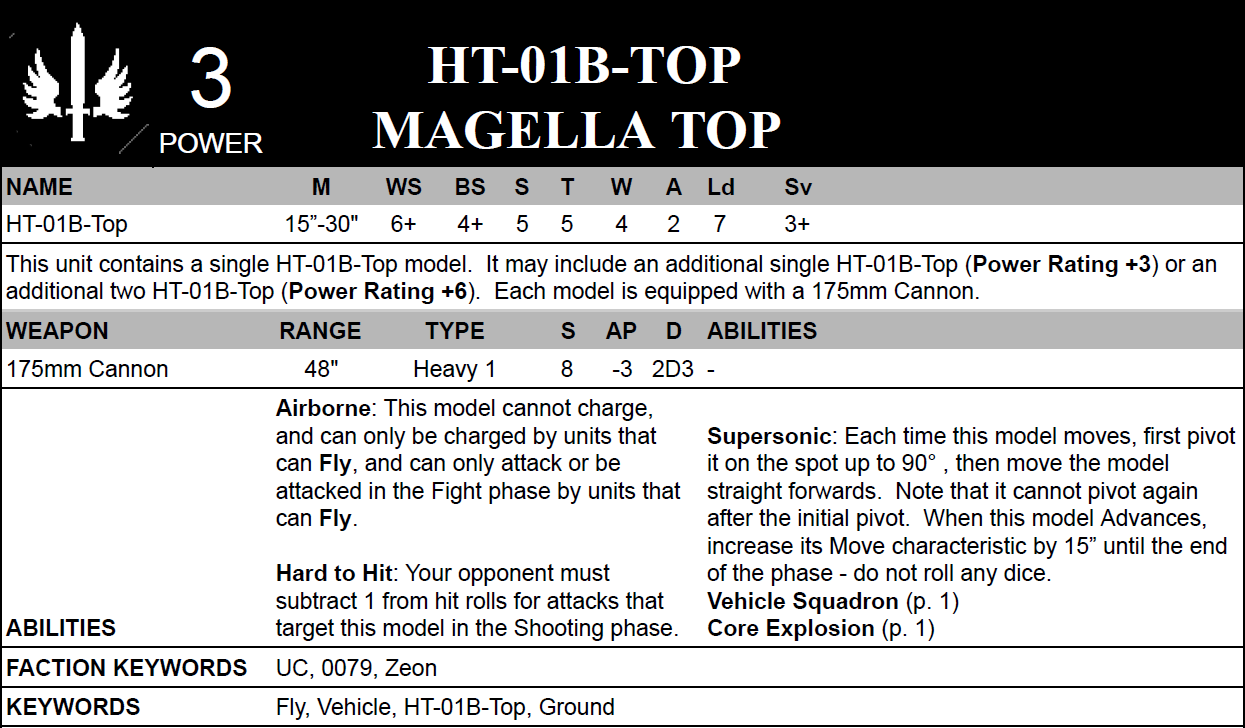 3
POWER
HT-01B-TOP
MAGELLA TOP
NAME M WS BS S T W A Ld Sv
HT-01B-Top 15”-30" 6+ 4+ 5 5 4 2 7 3+
This unit contains a single HT-01B-Top model.  It may include an additional single HT-01B-Top (Power Rating +3) or an
additional two HT-01B-Top (Power Rating +6).  Each model is equipped with a 175mm Cannon.
WEAPON RANGE TYPE S AP D ABILITIES
175mm Cannon 48" Heavy 1 8 -3 2D3 -
ABILITIES
Airborne: This model cannot charge,
and can only be charged by units that
can Fly, and can only attack or be
attacked in the Fight phase by units that
can Fly.
Hard to Hit: Your opponent must
subtract 1 from hit rolls for attacks that
target this model in the Shooting phase.
Supersonic: Each time this model moves, first pivot
it on the spot up to 90° , then move the model
straight forwards.  Note that it cannot pivot again
after the initial pivot.  When this model Advances,
increase its Move characteristic by 15” until the end
of the phase - do not roll any dice.
Vehicle Squadron (p. 1)
Core Explosion (p. 1)
FACTION KEYWORDS UC, 0079, Zeon
KEYWORDS Fly, Vehicle, HT-01B-Top, Ground